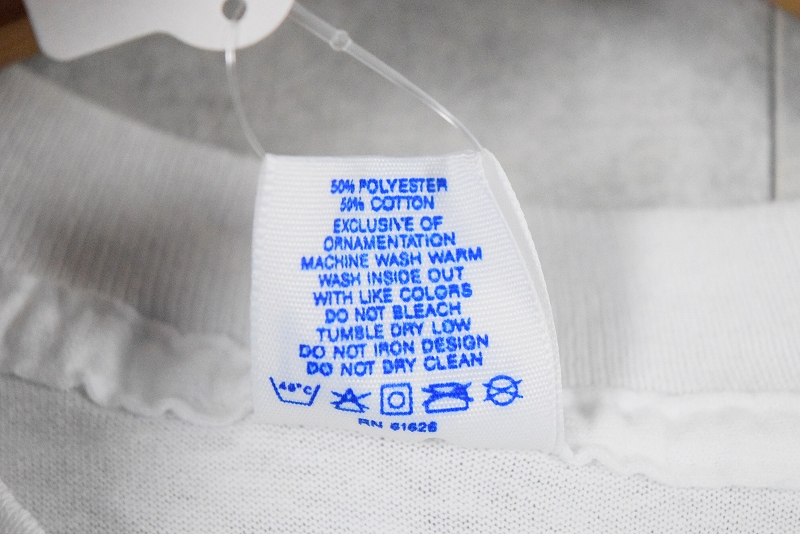 50% POLYESTER
50% COTTON
EXCLUSIVE OF
ORNAMENTATION
MACHINE WASH WARM
WASH INSIDE OUT
WITH LIKE COLORS
DO NOT BLEACH
TUMBLE DRY LOW
DO NOT IRON DESIGN
DO NOT DRY CLEAN
40°C
RN 61626